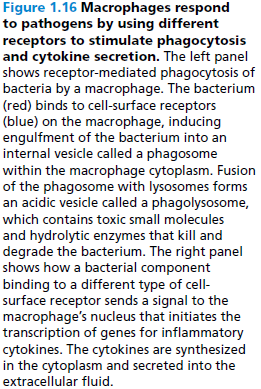 Figure 1.16 Macrophages respond
to pathogens by using different
receptors to stimulate phagocytosis
and cytokine secretion. The left panel
shows receptor-mediated phagocytosis of
bacteria by a macrophage. The bacterium
(red) binds to cell-surface receptors
(blue) on the macrophage, inducing
engulfment of the bacterium into an
internal vesicle called a phagosome
within the macrophage cytoplasm. Fusion
of the phagosome with lysosomes forms
an acidic vesicle called a phagolysosome,
which contains toxic small molecules
and hydrolytic enzymes that kill and
degrade the bacterium. The right panel
shows how a bacterial component
binding to a different type of cell-
surface receptor sends a signal to the
macrophage's nucleus that initiates the
transcription of genes for inflammatory
cytokines. The cytokines are synthesized
in the cytoplasm and secreted into the
extracellular fluid.